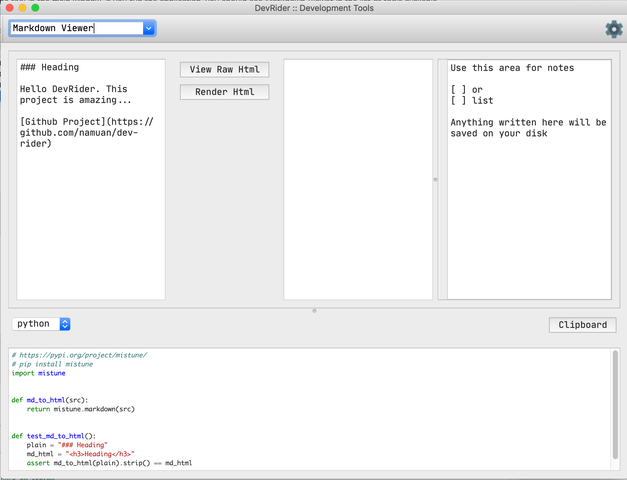 DevRider :: Development Tools
Markdown Viewer
### Heading
Hello DevRider. This
project is amazing...
[Github Project](https://
github.com/namuan/dev-
rider)
View Raw Html
Render Html
Use this area for notes
[ ] or
[ ] list
Anything written here will be
saved on your disk
python
Clipboard
# https://pypi.org/project/mistune/
# pip install mistune
import mistune
def md_to_html(src):
    return mistune.markdown(src)
def test_md_to_html():
    plain = "### Heading"
    md_html = "<h3>Heading</h3>"
    assert md_to_html(plain).strip() == md_html